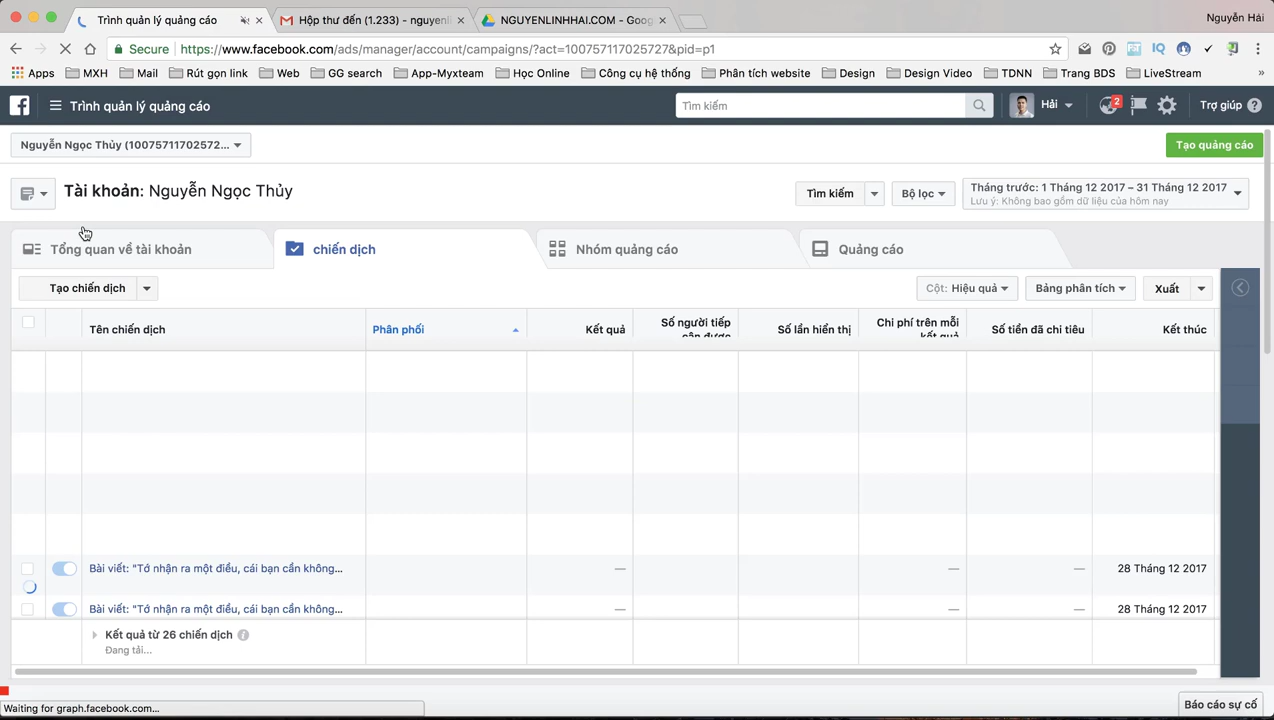 Trình quản lý quảng cáo
Hộp thư đến (1.233) - nguyenli
NGUYENLINHHAI.COM - Goog
Nguyễn Hải
Secure
https://www.facebook.com/ads/manager/account/campaigns/?act=100757117025727&pid=p1
Apps MXH Mail Rút gọn link Web GG search App-Myxteam Học Online Công cụ hệ thống Phân tích website Design Design Video TDNN Trang BDS LiveStream »
Trình quản lý quảng cáo
Tìm kiếm
Hải
2
Trợ giúp
Nguyễn Ngọc Thủy (10075711702572...
Tạo quảng cáo
Tài khoản: Nguyễn Ngọc Thủy
Tìm kiếm
Bộ lọc
Tháng trước: 1 Tháng 12 2017 – 31 Tháng 12 2017
Lưu ý: Không bao gồm dữ liệu của hôm nay
Tổng quan về tài khoản
chiến dịch
Nhóm quảng cáo
Quảng cáo
Tạo chiến dịch
Cột: Hiệu quả
Bảng phân tích
Xuất
Tên chiến dịch
Phân phối
Kết quả
Số người tiếp
cận được
Số lần hiển thị
Chi phí trên mỗi
kết quả
Số tiền đã chi tiêu
Kết thúc
Bài viết: "Tớ nhận ra một điều, cái bạn cần không... — — — 28 Tháng 12 2017
Bài viết: "Tớ nhận ra một điều, cái bạn cần không... — — — 28 Tháng 12 2017
Kết quả từ 26 chiến dịch
Đang tải...
Waiting for graph.facebook.com...
Báo cáo sự cố